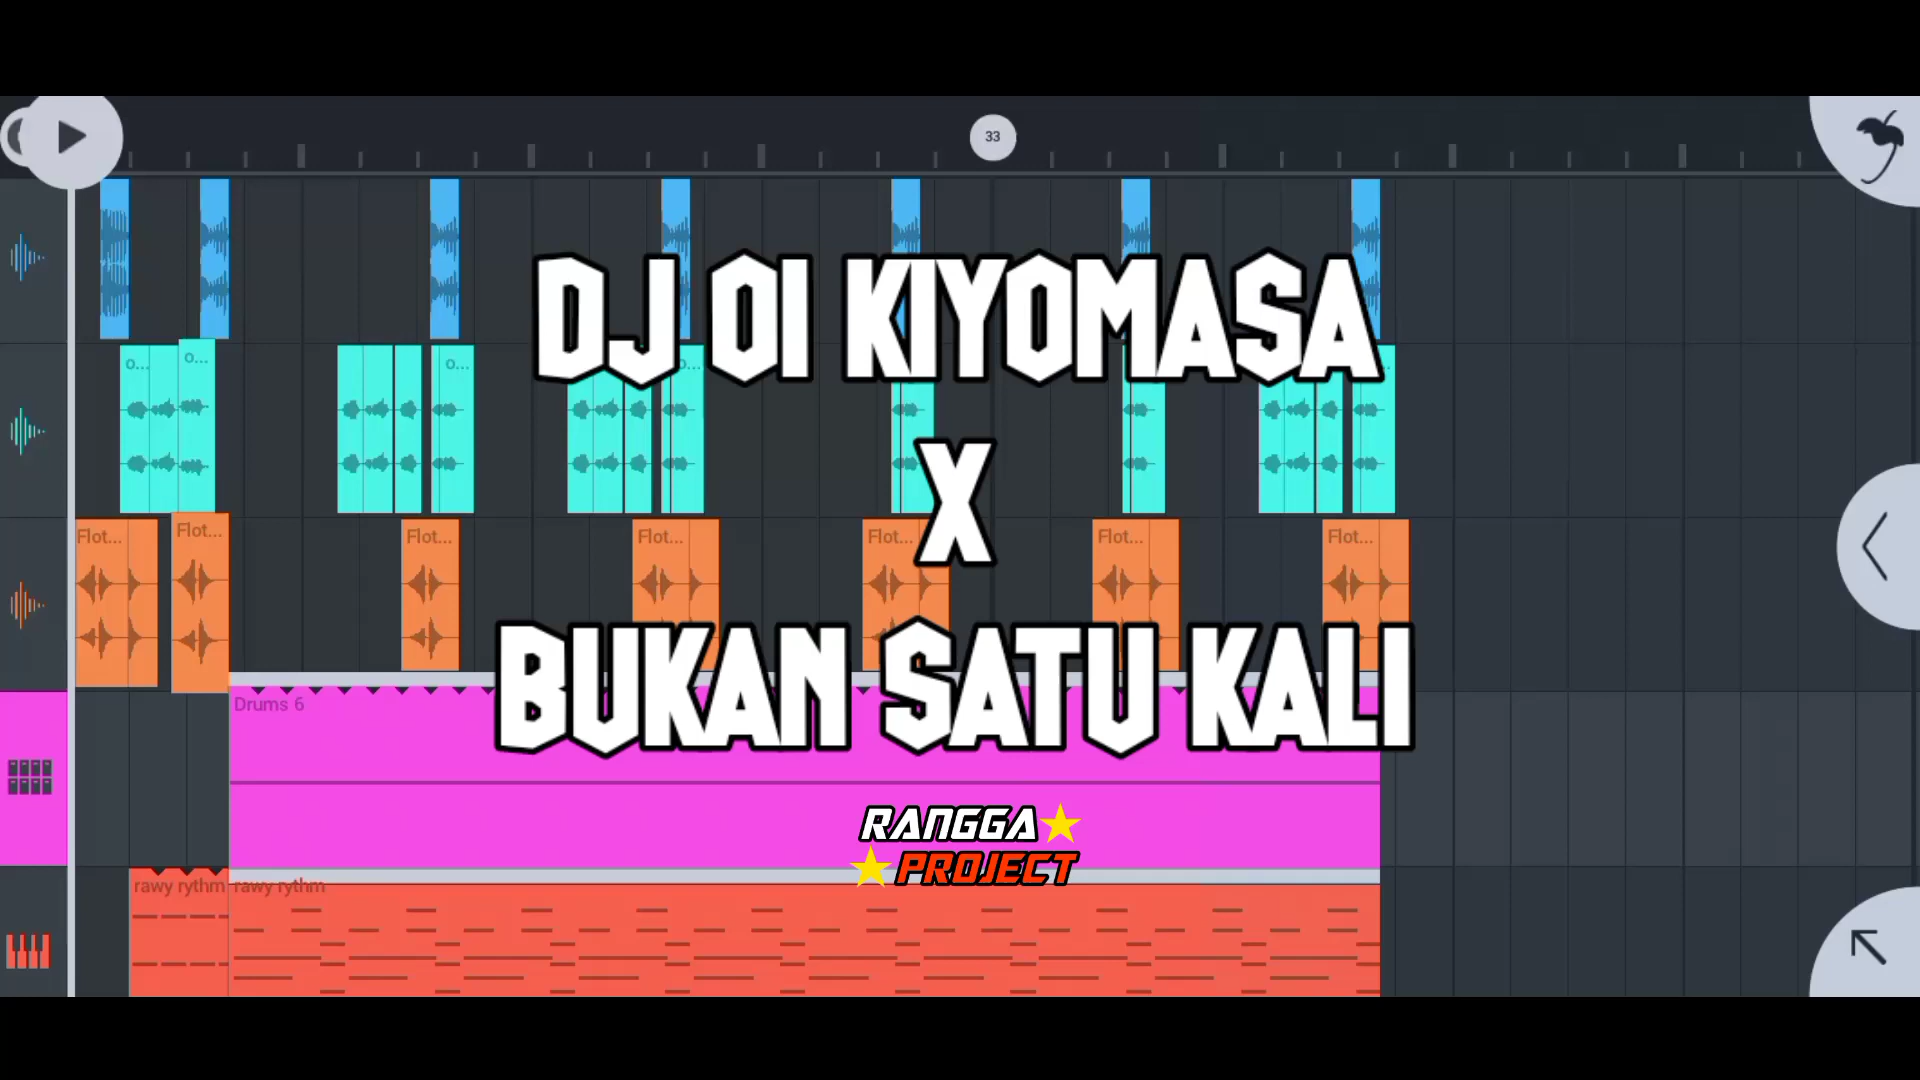 33
DJ OI KIYOMASA
o...
o...
o...
o...
X
Flot...
Flot...
Flot...
Flot...
Flot...
Flot...
Flot...
BUKAN SATU KALI
Drums 6
RANGGA
PROJECT
rawy rythm
rawy rythm